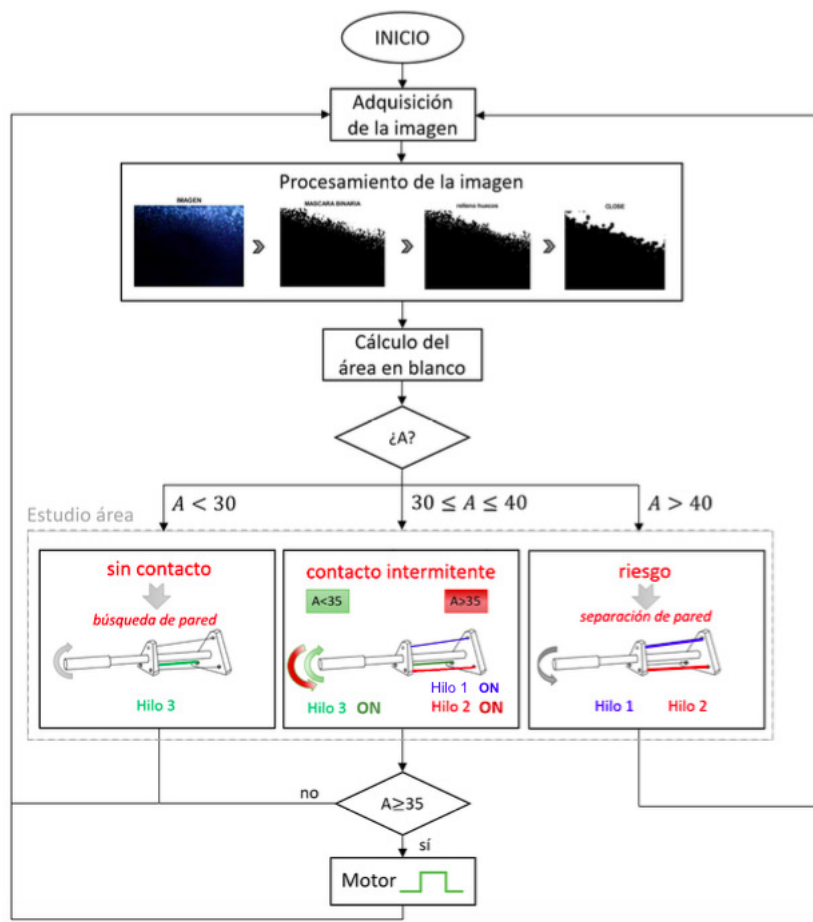 INICIO
Adquisición
de la imagen
Procesamiento de la imagen
IMAGEN
MASCARA BINARIA
relleno huecos
CLOSE
Cálculo del
área en blanco
¿A?
A < 30
30 ≤ A ≤ 40
A > 40
Estudio área
sin contacto
búsqueda de pared
Hilo 3
contacto intermitente
A<35
A>35
Hilo 1 ON
Hilo 3 ON
Hilo 2 ON
riesgo
separación de pared
Hilo 1
Hilo 2
no
A≥35
sí
Motor